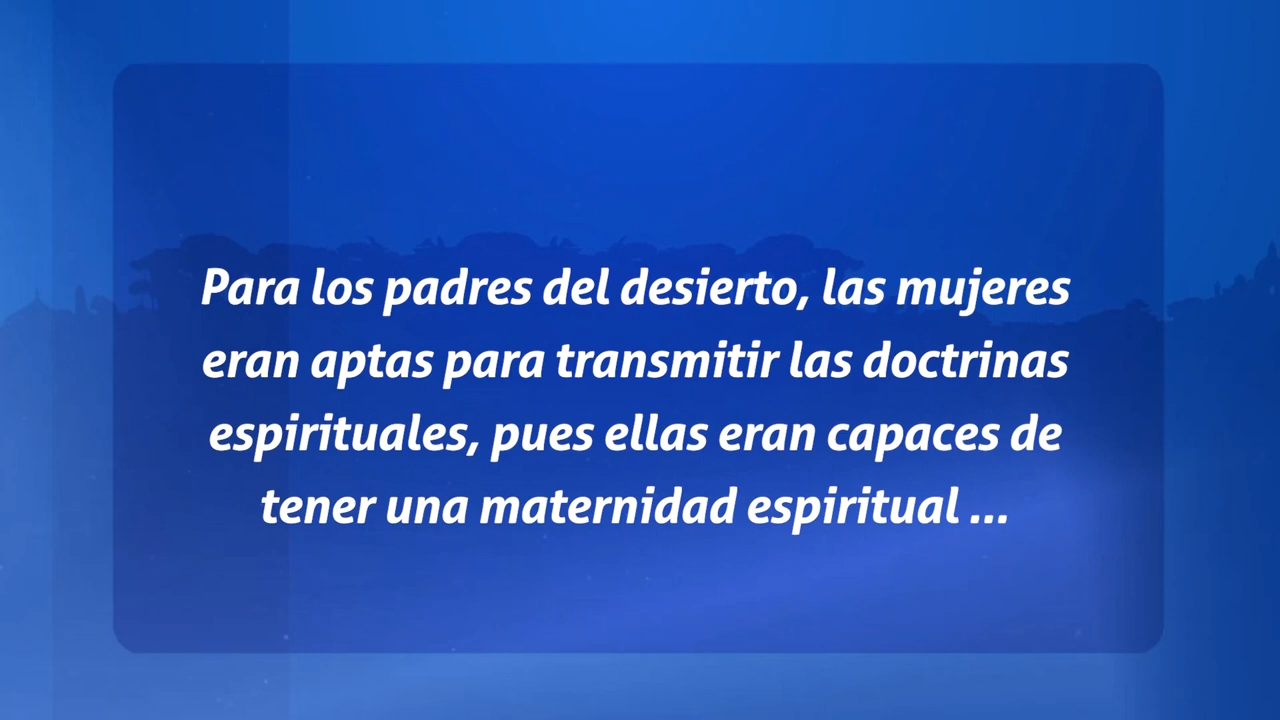 Para los padres del desierto, las mujeres
eran aptas para transmitir las doctrinas
espirituales, pues ellas eran capaces de
tener una maternidad espiritual ...